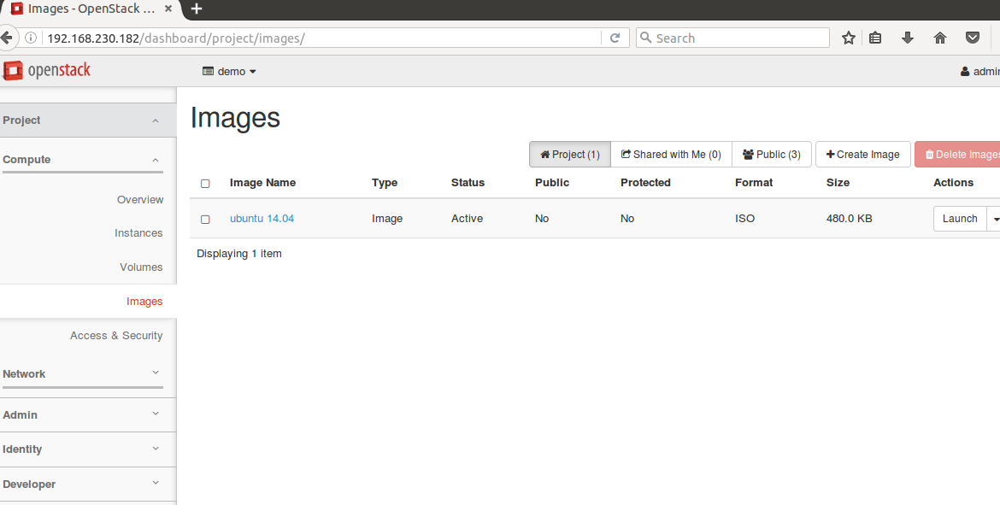 Images - OpenStack ...
192.168.230.182/dashboard/project/images/
Search
openstack
demo
admin
Project
Compute
Overview
Instances
Volumes
Images
Access & Security
Network
Admin
Identity
Developer
Images
Project (1)
Shared with Me (0)
Public (3)
Create Image
Delete Images
Image Name Type Status Public Protected Format Size Actions
ubuntu 14.04 Image Active No No ISO 480.0 KB Launch
Displaying 1 item